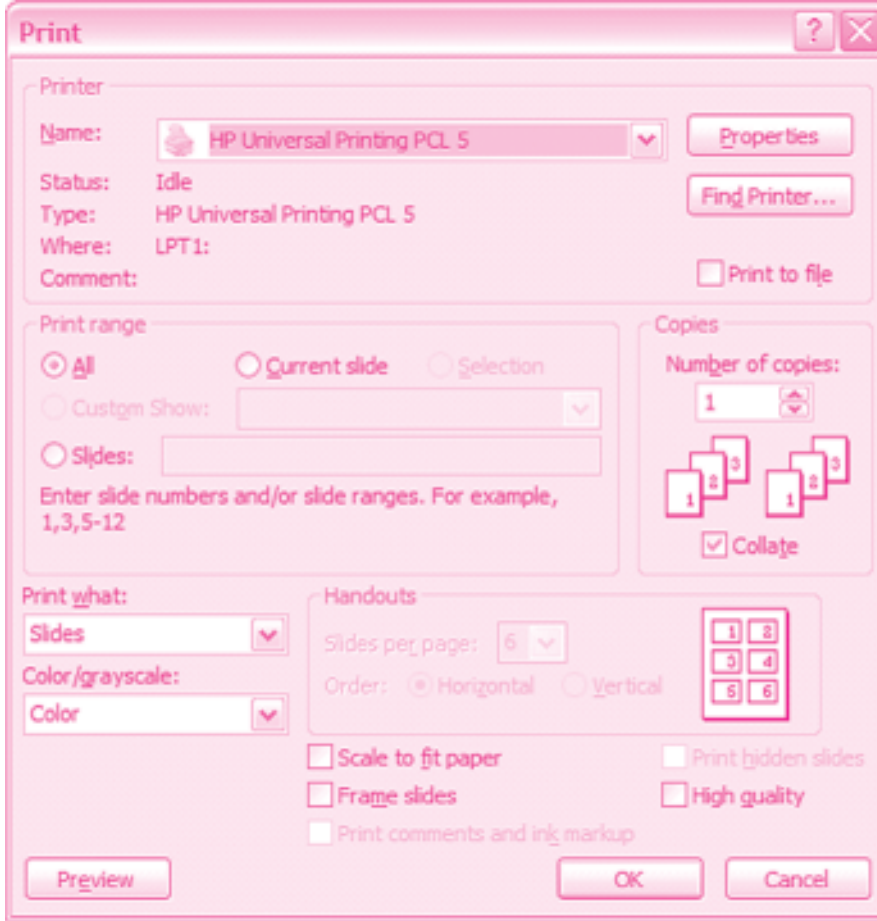 Print
Printer
Name: HP Universal Printing PCL 5 Properties
Status: Idle
Find Printer...
Type: HP Universal Printing PCL 5
Where: LPT1:
Comment: Print to file
Print range
All Current slide Selection
Custom Show:
Slides:
Enter slide numbers and/or slide ranges. For example,
1,3,5-12
Copies
Number of copies:
1
1 2 3 1 2 3
Collate
Print what:
Slides
Color/grayscale:
Color
Handouts
Slides per page: 6
Order: Horizontal Vertical
1 2
3 4
5 6
Scale to fit paper Print hidden slides
Frame slides High quality
Print comments and ink markup
Preview OK Cancel